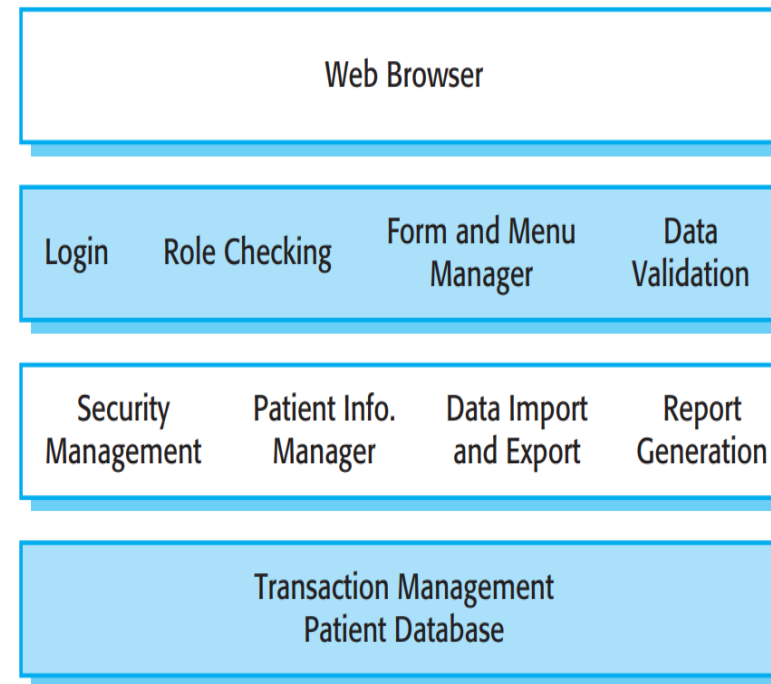 Web Browser
Login
Role Checking
Form and Menu
Manager
Data
Validation
Security
Management
Patient Info.
Manager
Data Import
and Export
Report
Generation
Transaction Management
Patient Database